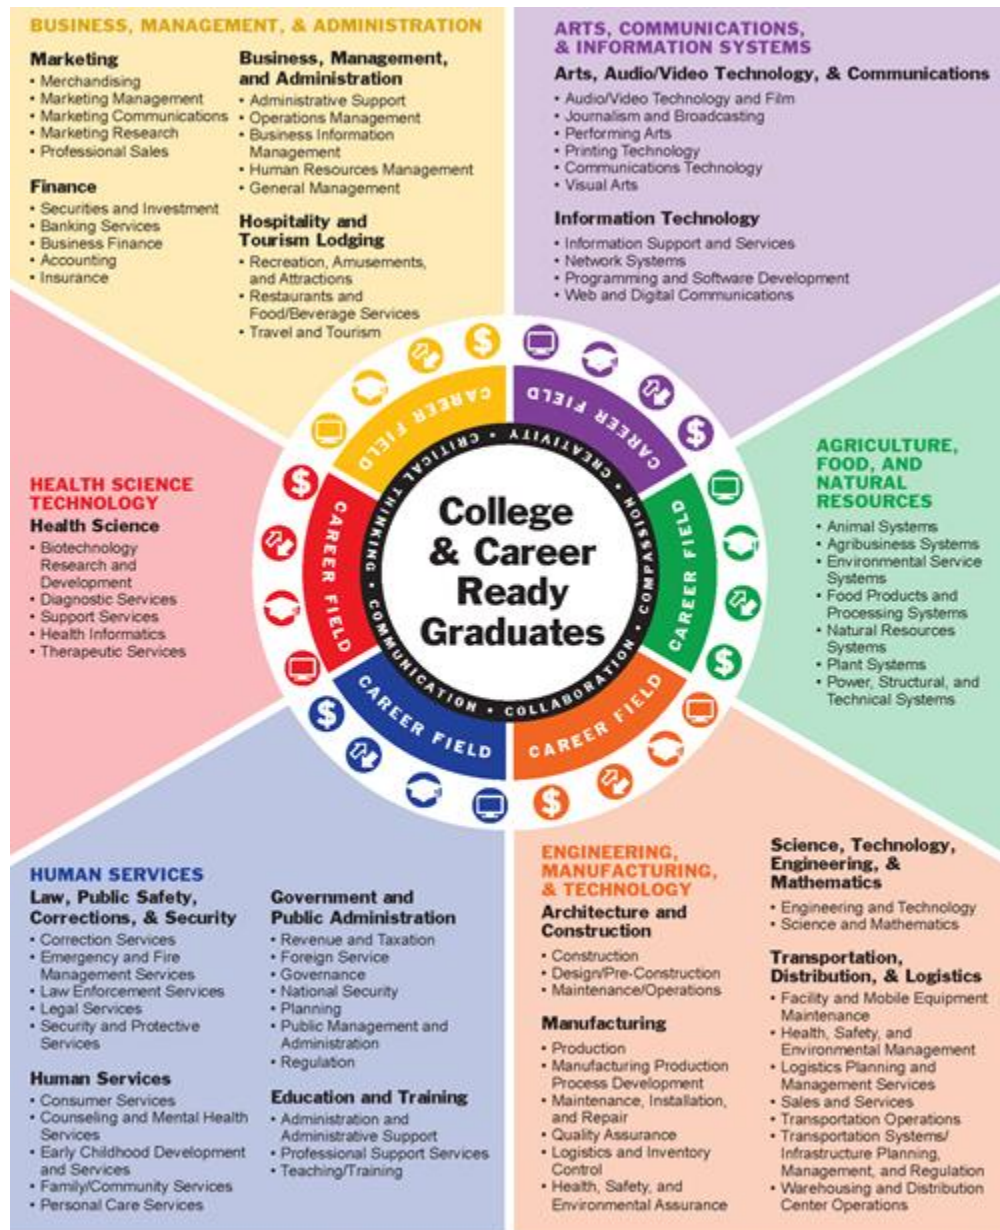 BUSINESS, MANAGEMENT, & ADMINISTRATION
Marketing
• Merchandising
• Marketing Management
• Marketing Communications
• Marketing Research
• Professional Sales
Finance
• Securities and Investment
• Banking Services
• Business Finance
• Accounting
• Insurance
Business, Management,
and Administration
• Administrative Support
• Operations Management
• Business Information
Management
• Human Resources Management
• General Management
Hospitality and
Tourism Lodging
• Recreation, Amusements,
and Attractions
• Restaurants and
Food/Beverage Services
• Travel and Tourism
ARTS, COMMUNICATIONS,
& INFORMATION SYSTEMS
Arts, Audio/Video Technology, & Communications
• Audio/Video Technology and Film
• Journalism and Broadcasting
• Performing Arts
• Printing Technology
• Communications Technology
• Visual Arts
Information Technology
• Information Support and Services
• Network Systems
• Programming and Software Development
• Web and Digital Communications
HEALTH SCIENCE
TECHNOLOGY
Health Science
• Biotechnology
Research and
Development
• Diagnostic Services
• Support Services
• Health Informatics
• Therapeutic Services
CAREER FIELD
CAREER FIELD
CAREER FIELD
CAREER FIELD
CAREER FIELD
CAREER FIELD
CRITICAL THINKING • COMMUNICATION • COLLABORATION • COMPASSION • CREATIVITY •
College
& Career
Ready
Graduates
$
$
$
$
$
$
AGRICULTURE,
FOOD, AND
NATURAL
RESOURCES
• Animal Systems
• Agribusiness Systems
• Environmental Service
Systems
• Food Products and
Processing Systems
• Natural Resources
Systems
• Plant Systems
• Power, Structural, and
Technical Systems
HUMAN SERVICES
Law, Public Safety,
Corrections, & Security
• Correction Services
• Emergency and Fire
Management Services
• Law Enforcement Services
• Legal Services
• Security and Protective
Services
Human Services
• Consumer Services
• Counseling and Mental Health
Services
• Early Childhood Development
and Services
• Family/Community Services
• Personal Care Services
Government and
Public Administration
• Revenue and Taxation
• Foreign Service
• Governance
• National Security
• Planning
• Public Management and
Administration
• Regulation
Education and Training
• Administration and
Administrative Support
• Professional Support Services
• Teaching/Training
ENGINEERING,
MANUFACTURING,
& TECHNOLOGY
Architecture and
Construction
• Construction
• Design/Pre-Construction
• Maintenance/Operations
Manufacturing
• Production
• Manufacturing Production
Process Development
• Maintenance, Installation,
and Repair
• Quality Assurance
• Logistics and Inventory
Control
• Health, Safety, and
Environmental Assurance
Science, Technology,
Engineering, &
Mathematics
• Engineering and Technology
• Science and Mathematics
Transportation,
Distribution, & Logistics
• Facility and Mobile Equipment
Maintenance
• Health, Safety, and
Environmental Management
• Logistics Planning and
Management Services
• Sales and Services
• Transportation Operations
• Transportation Systems/
Infrastructure Planning,
Management, and Regulation
• Warehousing and Distribution
Center Operations